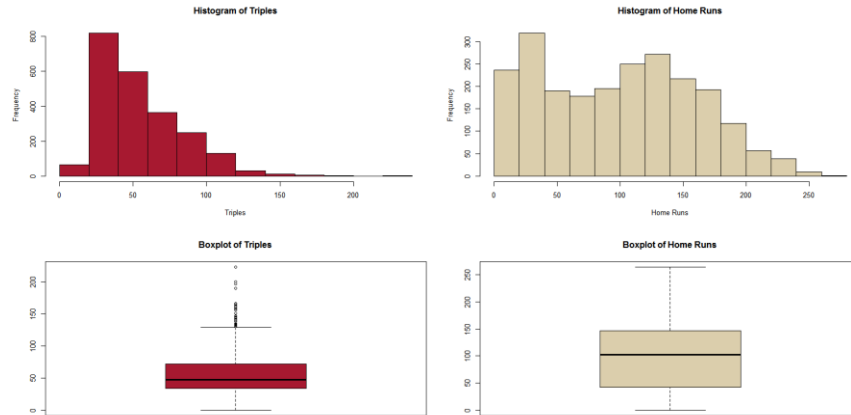 Histogram of Triples
Frequency
0 200 400 600 800
0 50 100 150 200
Triples
Histogram of Home Runs
Frequency
0 50 100 150 200 250 300
0 50 100 150 200 250
Home Runs
Boxplot of Triples
0 50 100 150 200
Boxplot of Home Runs
0 50 100 150 200 250